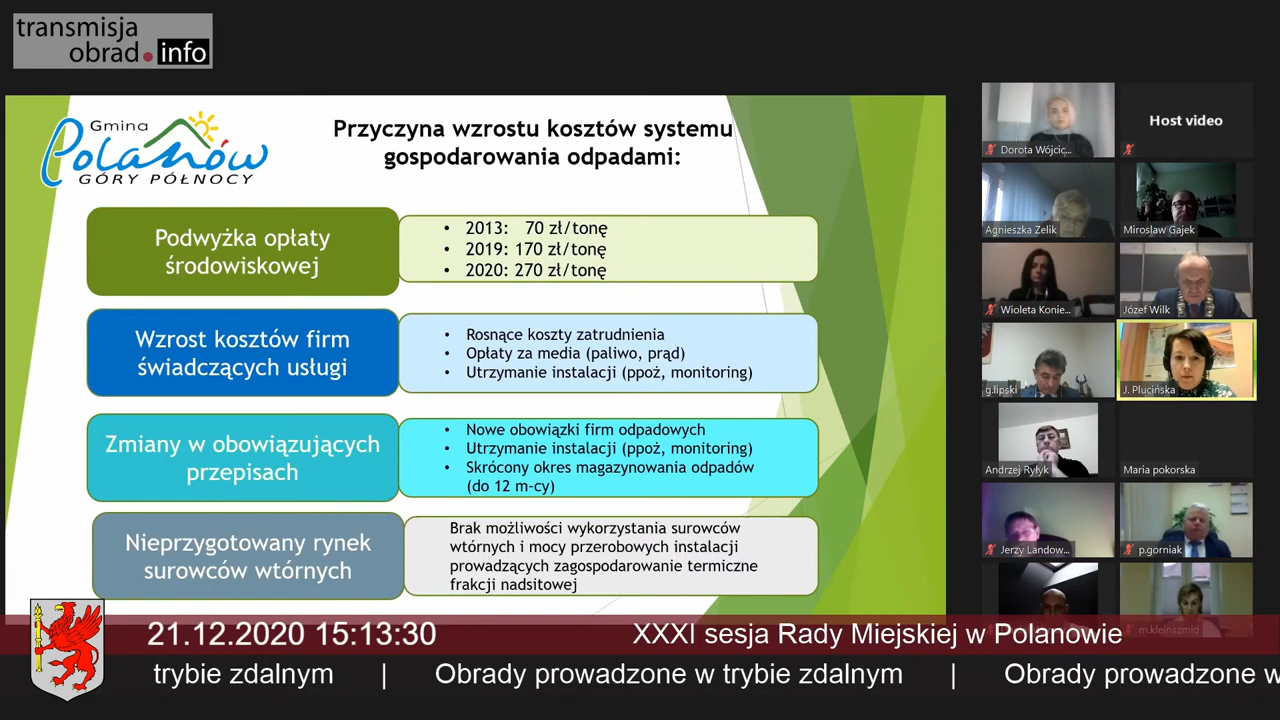 transmisja
obrad.info
Gmina
Polanów
GÓRY PÓŁNOCY
Przyczyna wzrostu kosztów systemu
gospodarowania odpadami:
Podwyżka opłaty
środowiskowej
• 2013: 70 zł/tonę
• 2019: 170 zł/tonę
• 2020: 270 zł/tonę
Wzrost kosztów firm
świadczących usługi
• Rosnące koszty zatrudnienia
• Opłaty za media (paliwo, prąd)
• Utrzymanie instalacji (ppoż, monitoring)
Zmiany w obowiązujących
przepisach
• Nowe obowiązki firm odpadowych
• Utrzymanie instalacji (ppoż, monitoring)
• Skrócony okres magazynowania odpadów
(do 12 m-cy)
Nieprzygotowany rynek
surowców wtórnych
Brak możliwości wykorzystania surowców
wtórnych i mocy przerobowych instalacji
prowadzących zagospodarowanie termiczne
frakcji nadsitowej
Dorota Wójcic...
Host video
Agnieszka Zelik
Miroslaw Gajek
Wioleta Konie...
Józef Wilk
g.lipski
J. Plucińska
Andrzej Ryłyk
Maria pokorska
Jerzy Landow...
p.gorniak
m.kleinszmid
21.12.2020 15:13:30
XXXI sesja Rady Miejskiej w Polanowie
trybie zdalnym | Obrady prowadzone w trybie zdalnym | Obrady prowadzone w